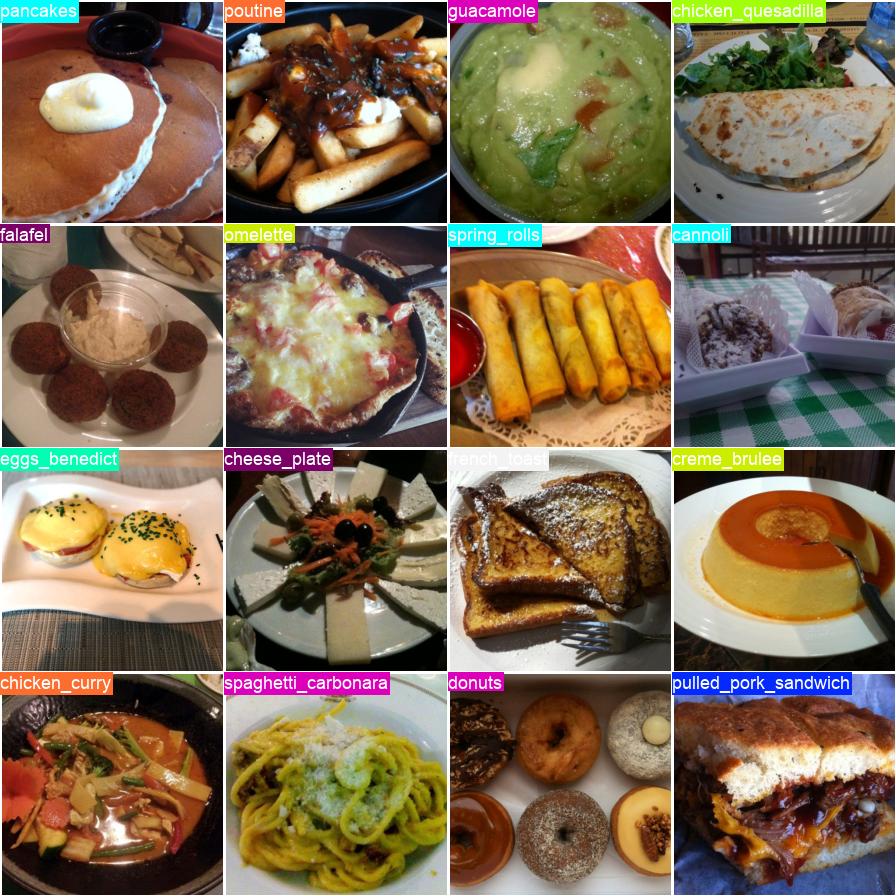 pancakes
poutine
guacamole
chicken_quesadilla
falafel
omelette
spring_rolls
cannoli
eggs_benedict
cheese_plate
french_toast
creme_brulee
chicken_curry
spaghetti_carbonara
donuts
pulled_pork_sandwich